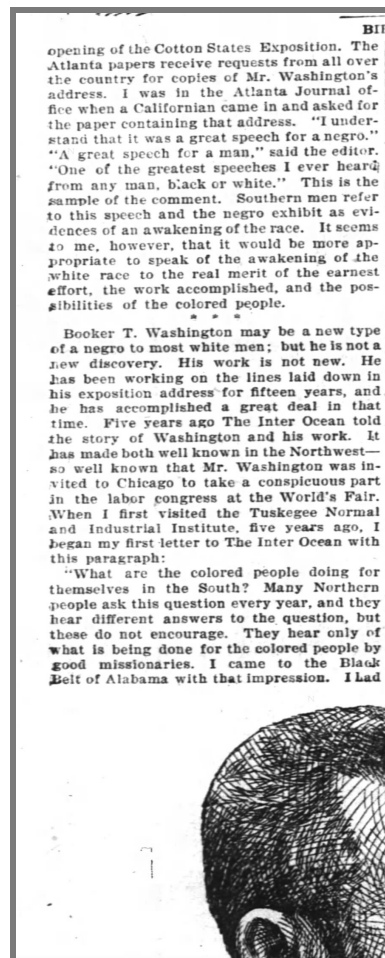 BI
opening of the Cotton States Exposition. The
Atlanta papers receive requests from all over
the country for copies of Mr. Washington's
address. I was in the Atlanta Journal of-
fice when a Californian came in and asked for
the paper containing that address. "I under-
stand that it was a great speech for a negro."
"A great speech for a man," said the editor.
"One of the greatest speeches I ever heard
from any man, black or white." This is the
sample of the comment. Southern men refer
to this speech and the negro exhibit as evi-
dences of an awakening of the race. It seems
to me, however, that it would be more ap-
propriate to speak of the awakening of the
white race to the real merit of the earnest
effort, the work accomplished, and the pos-
sibilities of the colored people.
* * *
Booker T. Washington may be a new type
of a negro to most white men; but he is not a
new discovery. His work is not new. He
has been working on the lines laid down in
his exposition address for fifteen years, and
he has accomplished a great deal in that
time. Five years ago The Inter Ocean told
the story of Washington and his work. It
has made both well known in the Northwest—
so well known that Mr. Washington was in-
vited to Chicago to take a conspicuous part
in the labor congress at the World's Fair.
When I first visited the Tuskegee Normal
and Industrial Institute, five years ago, I
began my first letter to The Inter Ocean with
this paragraph:
"What are the colored people doing for
themselves in the South? Many Northern
people ask this question every year, and they
hear different answers to the question, but
these do not encourage. They hear only of
what is being done for the colored people by
good missionaries. I came to the Black
Belt of Alabama with that impression. I had